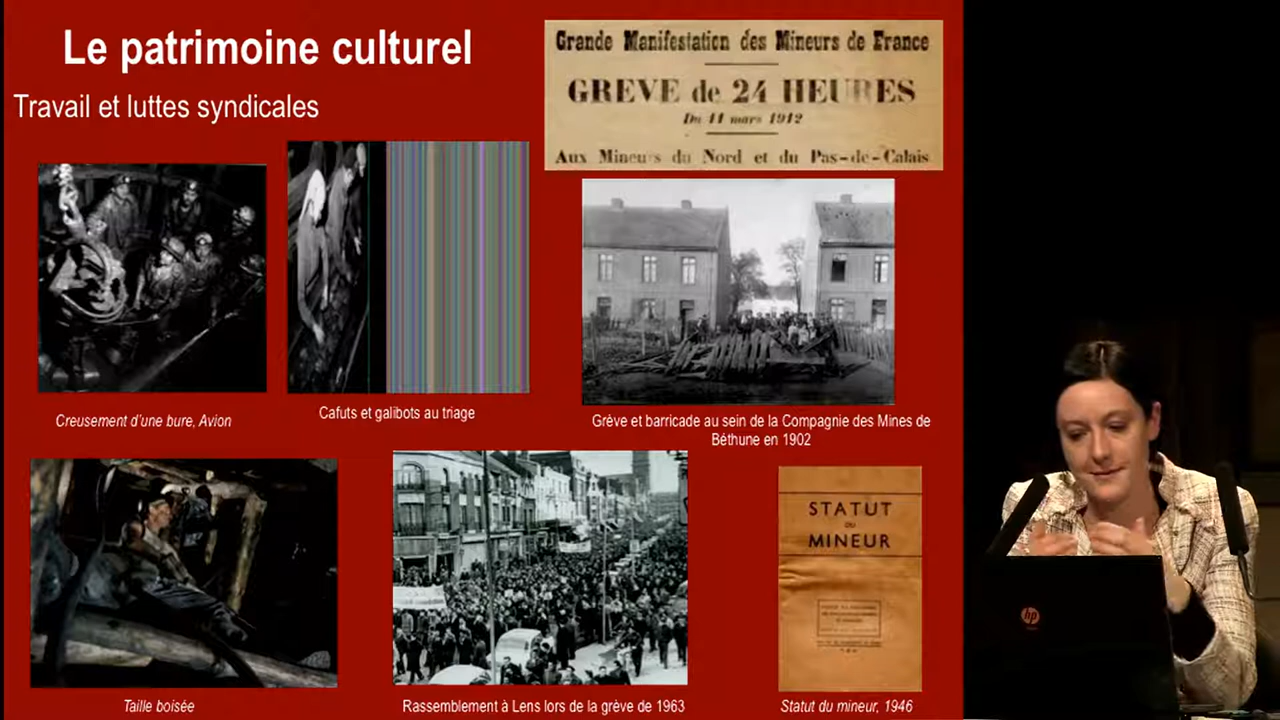 Le patrimoine culturel
Travail et luttes syndicales
Grande Manifestation des Mineurs de France
GREVE de 24 HEURES
Du 11 mars 1912
Aux Mineurs du Nord et du Pas-de-Calais
Creusement d'une bure, Avion
Cafuts et galibots au triage
Grève et barricade au sein de la Compagnie des Mines de
Béthune en 1902
STATUT
DU
MINEUR
Taille boisée
Rassemblement à Lens lors de la grève de 1963
Statut du mineur, 1946
hp